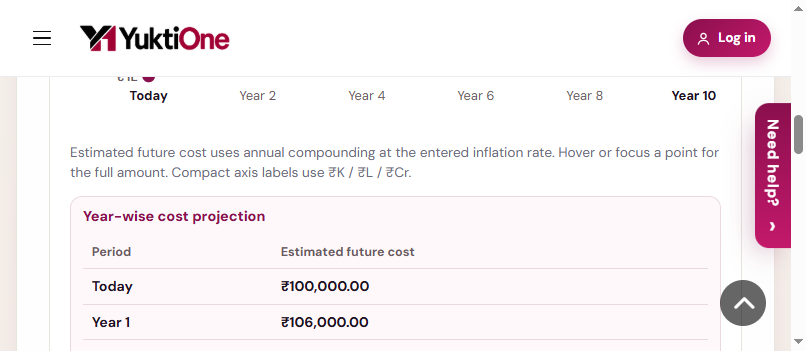 YuktiOne
Log in
Today Year 2 Year 4 Year 6 Year 8 Year 10
Estimated future cost uses annual compounding at the entered inflation rate. Hover or focus a point for
the full amount. Compact axis labels use ₹K / ₹L / ₹Cr.
Year-wise cost projection
Period Estimated future cost
Today ₹100,000.00
Year 1 ₹106,000.00
Need help? ›